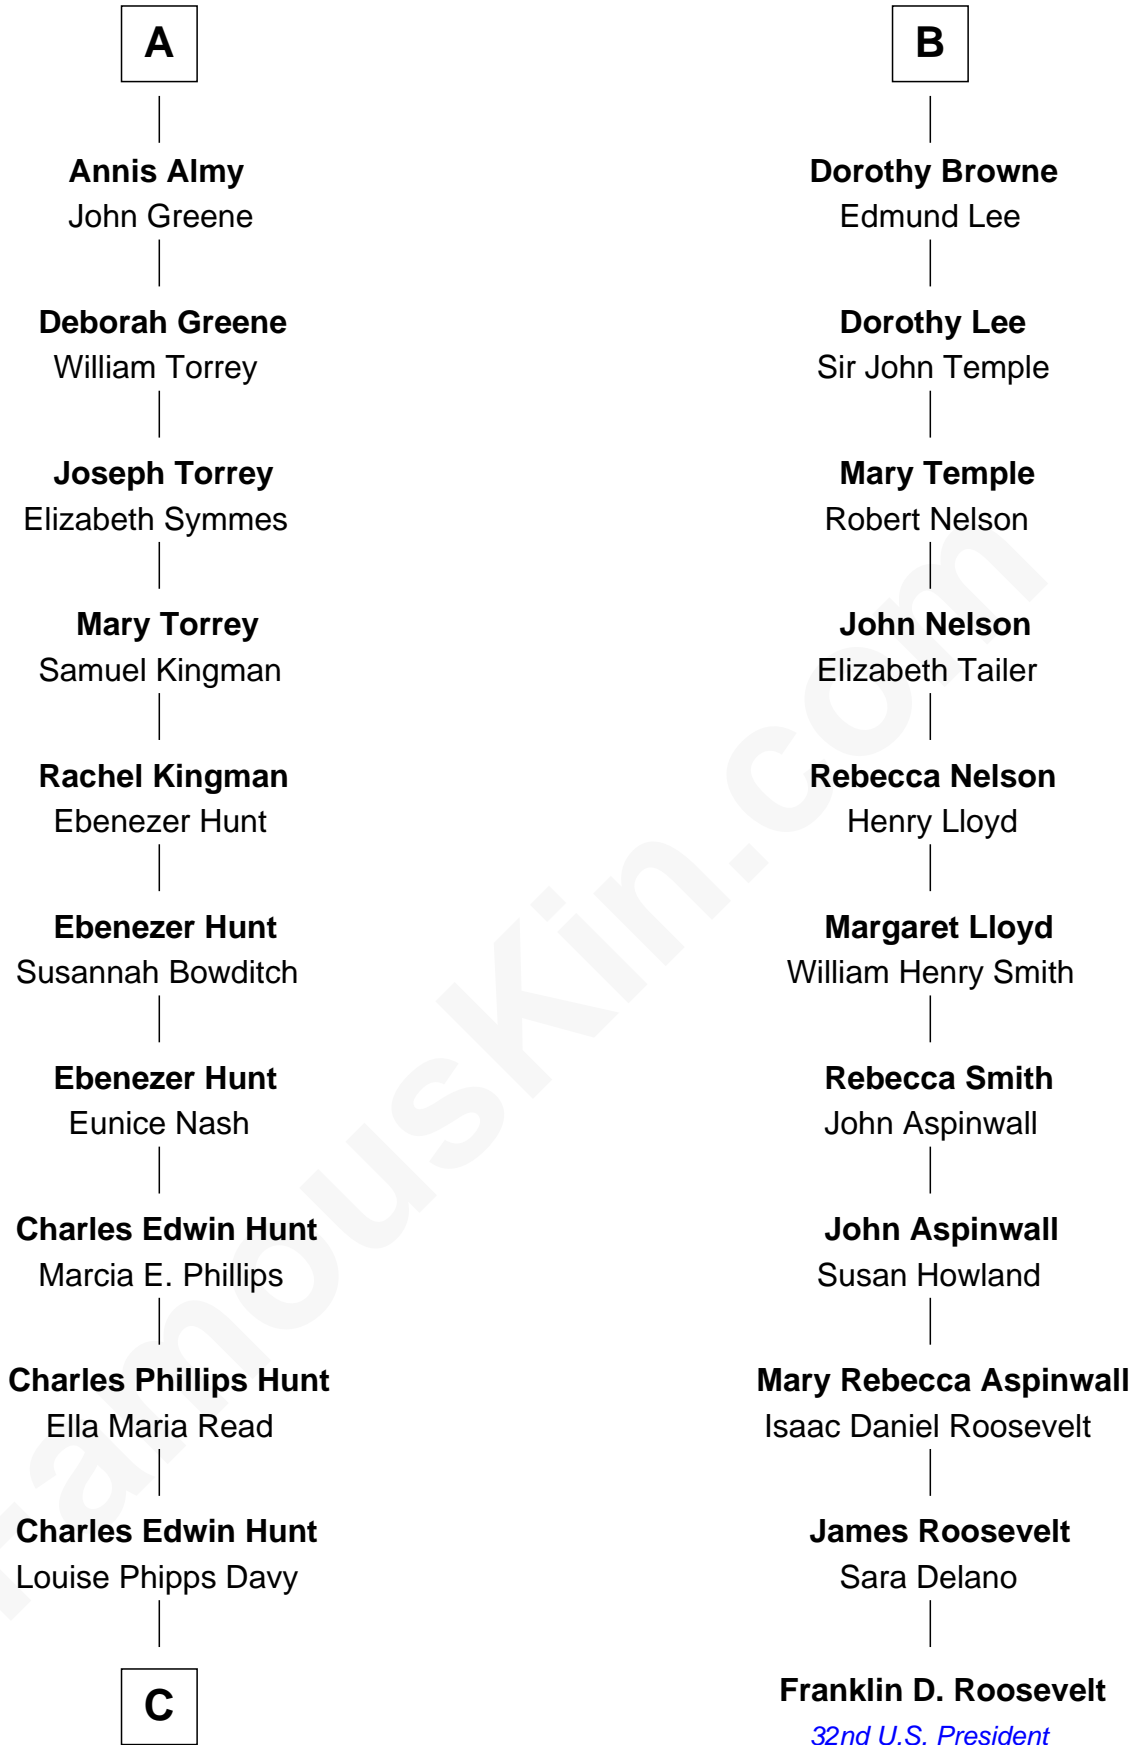 A
Annis Almy
John Greene
Deborah Greene
William Torrey
Joseph Torrey
Elizabeth Symmes
Mary Torrey
Samuel Kingman
Rachel Kingman
Ebenezer Hunt
Ebenezer Hunt
Susannah Bowditch
Ebenezer Hunt
Eunice Nash
Charles Edwin Hunt
Marcia E. Phillips
Charles Phillips Hunt
Ella Maria Read
Charles Edwin Hunt
Louise Phipps Davy
C
B
Dorothy Browne
Edmund Lee
Dorothy Lee
Sir John Temple
Mary Temple
Robert Nelson
John Nelson
Elizabeth Tailer
Rebecca Nelson
Henry Lloyd
Margaret Lloyd
William Henry Smith
Rebecca Smith
John Aspinwall
John Aspinwall
Susan Howland
Mary Rebecca Aspinwall
Isaac Daniel Roosevelt
James Roosevelt
Sara Delano
Franklin D. Roosevelt
32nd U.S. President
FamousKin.com